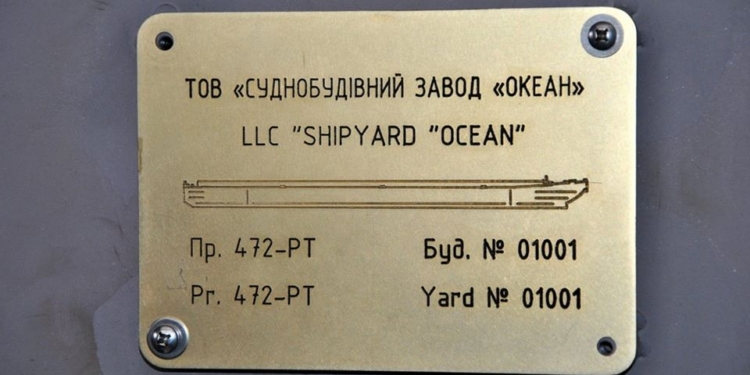 ТОВ «СУДНОБУДІВНИЙ ЗАВОД «ОКЕАН»
LLC "SHIPYARD "OCEAN"
Пр. 472-РТ Буд. № 01001
Pr. 472-PT Yard № 01001